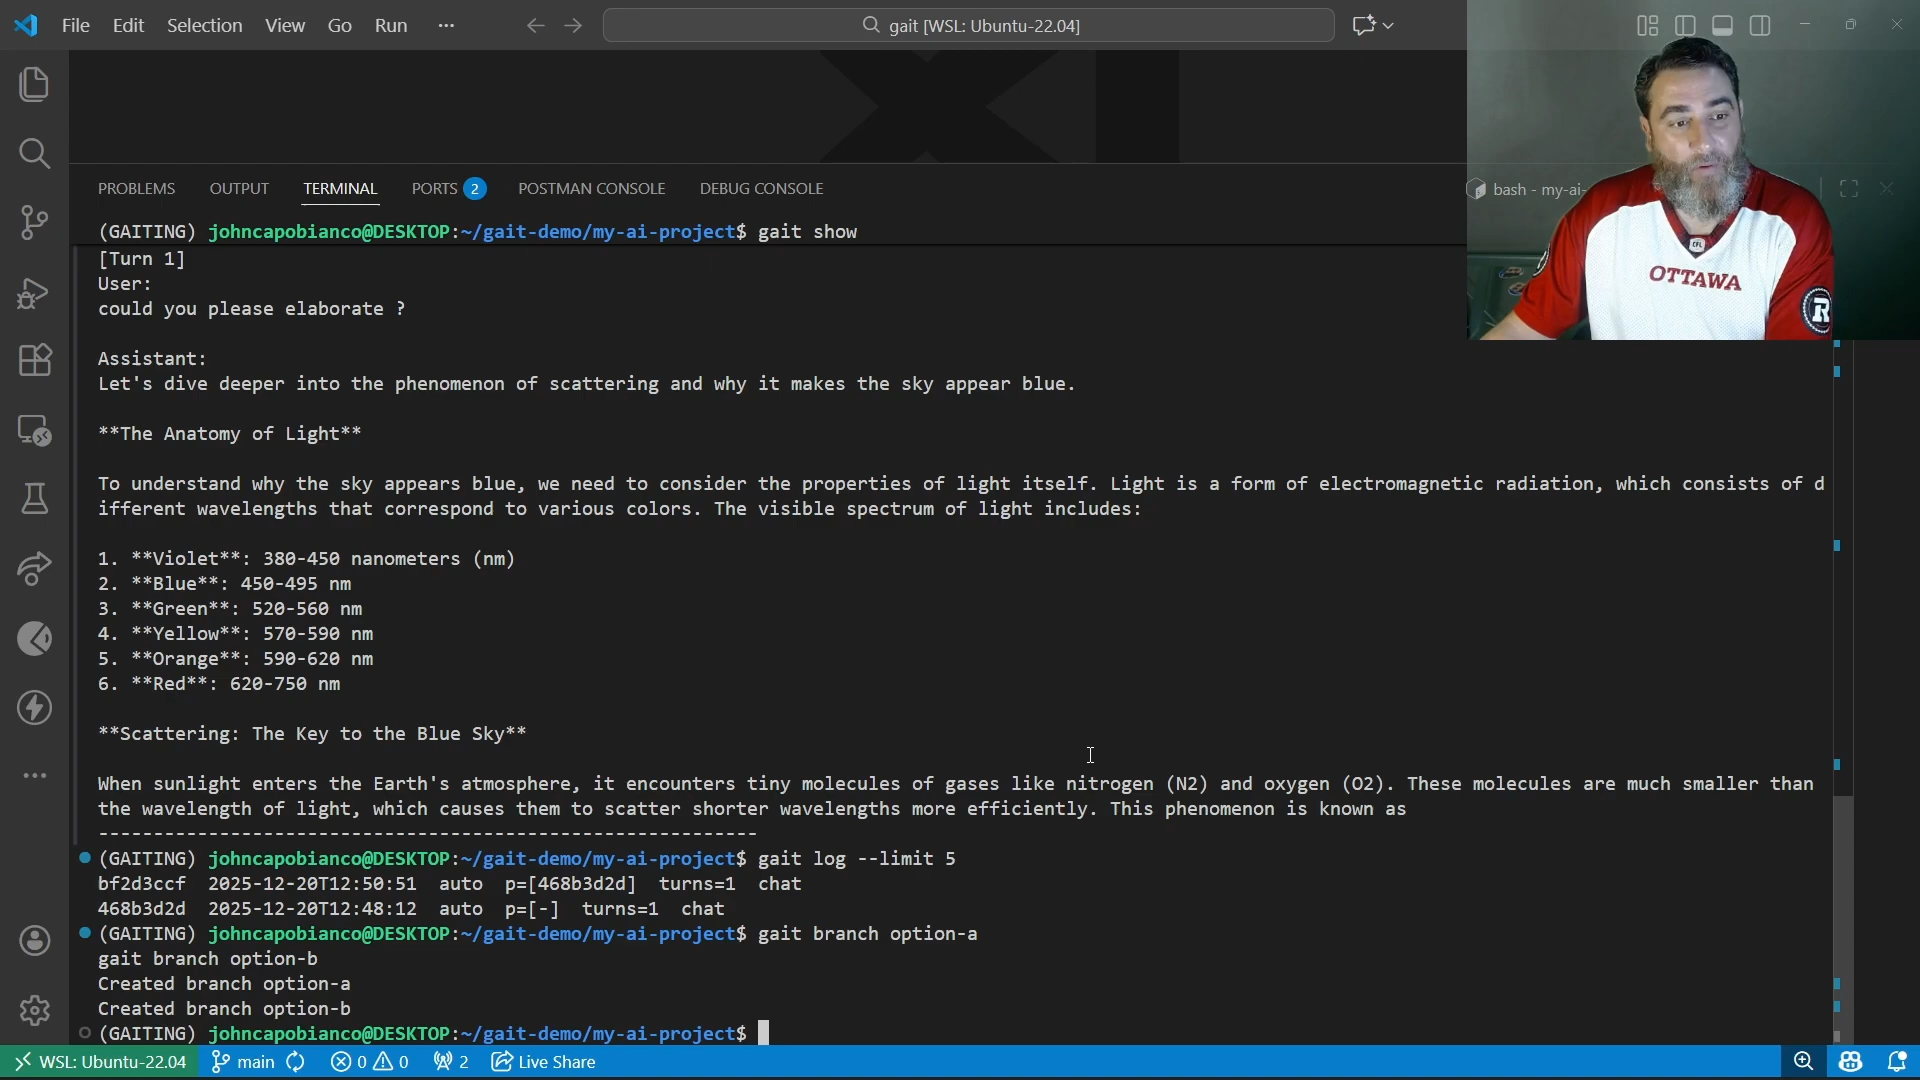 File Edit Selection View Go Run ···
gait [WSL: Ubuntu-22.04]
PROBLEMS OUTPUT TERMINAL PORTS 2 POSTMAN CONSOLE DEBUG CONSOLE
bash - my-ai-
OTTAWA
CFL
R
(GAITING) johncapobianco@DESKTOP:~/gait-demo/my-ai-project$ gait show
[Turn 1]
User:
could you please elaborate ?
Assistant:
Let's dive deeper into the phenomenon of scattering and why it makes the sky appear blue.
**The Anatomy of Light**
To understand why the sky appears blue, we need to consider the properties of light itself. Light is a form of electromagnetic radiation, which consists of d
ifferent wavelengths that correspond to various colors. The visible spectrum of light includes:
1. **Violet**: 380-450 nanometers (nm)
2. **Blue**: 450-495 nm
3. **Green**: 520-560 nm
4. **Yellow**: 570-590 nm
5. **Orange**: 590-620 nm
6. **Red**: 620-750 nm
**Scattering: The Key to the Blue Sky**
When sunlight enters the Earth's atmosphere, it encounters tiny molecules of gases like nitrogen (N2) and oxygen (O2). These molecules are much smaller than
the wavelength of light, which causes them to scatter shorter wavelengths more efficiently. This phenomenon is known as
------------------------------------------------------------
(GAITING) johncapobianco@DESKTOP:~/gait-demo/my-ai-project$ gait log --limit 5
bf2d3ccf 2025-12-20T12:50:51 auto p=[468b3d2d] turns=1 chat
468b3d2d 2025-12-20T12:48:12 auto p=[-] turns=1 chat
(GAITING) johncapobianco@DESKTOP:~/gait-demo/my-ai-project$ gait branch option-a
gait branch option-b
Created branch option-a
Created branch option-b
(GAITING) johncapobianco@DESKTOP:~/gait-demo/my-ai-project$
WSL: Ubuntu-22.04 main 0 0 2 Live Share